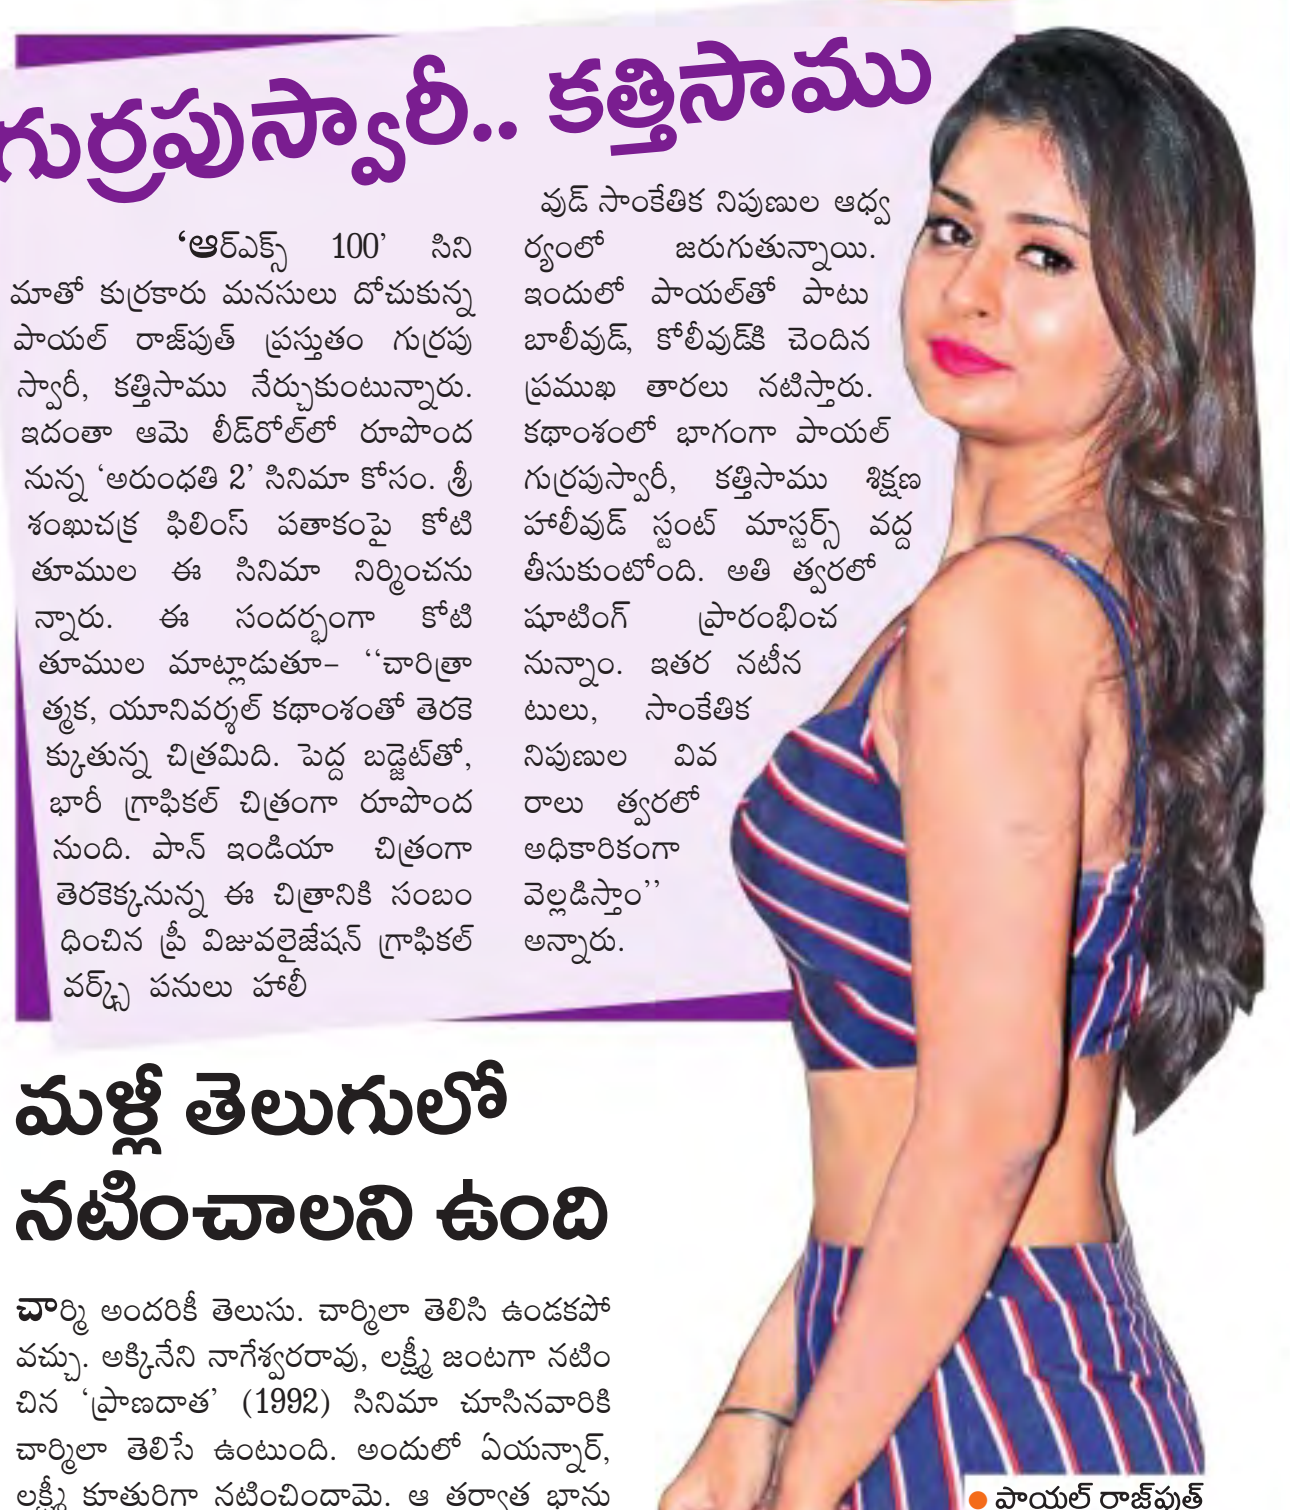 గుర్రపుస్వారీ.. కత్తిసాము
‘ఆర్ఎక్స్ 100’ సిని
మాతో కుర్రకారు మనసులు దోచుకున్న
పాయల్ రాజ్‌పుత్ ప్రస్తుతం గుర్రపు
స్వారీ, కత్తిసాము నేర్చుకుంటున్నారు.
ఇదంతా ఆమె లీడ్‌రోల్‌లో రూపొంద
నున్న ‘అరుంధతి 2’ సినిమా కోసం. శ్రీ
శంఖుచక్ర ఫిలింస్ పతాకంపై కోటి
తూముల ఈ సినిమా నిర్మించను
న్నారు. ఈ సందర్భంగా కోటి
తూముల మాట్లాడుతూ– ‘‘చారిత్రా
త్మక, యూనివర్శల్ కథాంశంతో తెరకె
క్కుతున్న చిత్రమిది. పెద్ద బడ్జెట్‌తో,
భారీ గ్రాఫికల్ చిత్రంగా రూపొంద
నుంది. పాన్ ఇండియా చిత్రంగా
తెరకెక్కనున్న ఈ చిత్రానికి సంబం
ధించిన ప్రీ విజువలైజేషన్ గ్రాఫికల్
వర్క్స్ పనులు హాలీ
వుడ్ సాంకేతిక నిపుణుల ఆధ్వ
ర్యంలో జరుగుతున్నాయి.
ఇందులో పాయల్‌తో పాటు
బాలీవుడ్, కోలీవుడ్‌కి చెందిన
ప్రముఖ తారలు నటిస్తారు.
కథాంశంలో భాగంగా పాయల్
గుర్రపుస్వారీ, కత్తిసాము శిక్షణ
హాలీవుడ్ స్టంట్ మాస్టర్స్ వద్ద
తీసుకుంటోంది. అతి త్వరలో
షూటింగ్ ప్రారంభించ
నున్నాం. ఇతర నటీన
టులు, సాంకేతిక
నిపుణుల వివ
రాలు త్వరలో
అధికారికంగా
వెల్లడిస్తాం’’
అన్నారు.
మళ్లీ తెలుగులో
నటించాలని ఉంది
చార్మి అందరికీ తెలుసు. చార్మిలా తెలిసి ఉండకపో
వచ్చు. అక్కినేని నాగేశ్వరరావు, లక్ష్మీ జంటగా నటిం
చిన ‘ప్రాణదాత’ (1992) సినిమా చూసినవారికి
చార్మిలా తెలిసే ఉంటుంది. అందులో ఏయన్నార్,
లక్ష్మీ కూతురిగా నటించిందామె. ఆ తర్వాత భాను
● పాయల్ రాజ్‌పుత్